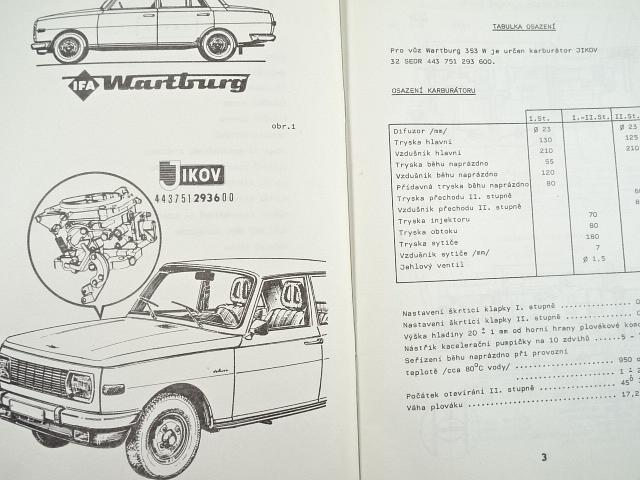 IFA Wartburg
obr.1
JIKOV
443751293600
TABULKA OSAZENÍ
Pro vůz Wartburg 353 W je určen karburátor JIKOV
32 SEDR 443 751 293 600.
OSAZENÍ KARBURÁTORU
I.St. I.-II.St. II.St.
Difuzor /mm/ Ø 23 Ø 23
Tryska hlavní 130 125
Vzdušník hlavní 210 210
Tryska běhu naprázdno 55
Vzdušník běhu naprázdno 120
Přídavná tryska běhu naprázdno 80
Tryska přechodu II. stupně
Vzdušník přechodu II. stupně
Tryska injektoru 70
Tryska obtoku 80
Tryska sytiče 180
Vzdušník sytiče /mm/ 7
Jehlový ventil Ø 1,5
Nastavení škrticí klapky I. stupně
Nastavení škrticí klapky II. stupně
Výška hladiny 20 ± 1 mm od horní hrany plovákové
Nástřik kacelerační pumpičky na 10 zdvihů ......5 -
Seřízení běhu naprázdno při provozní
teplotě /cca 80°C vody/ ................... 950
................... 1 ±
Počátek otevírání II. stupně ................ 45°
Váha plováku ................................ 17,2
3